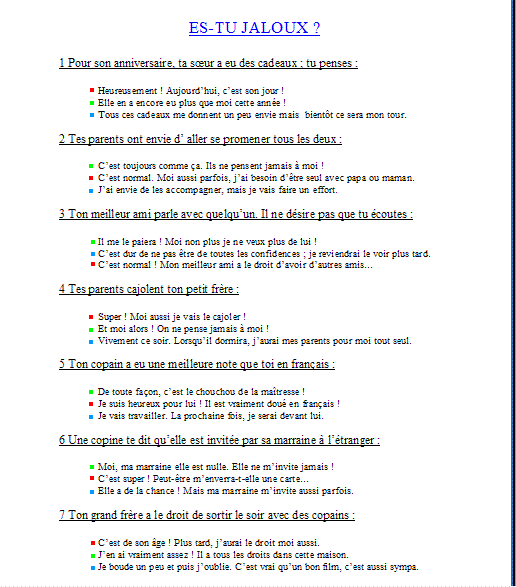 ES-TU JALOUX ?
1 Pour son anniversaire, ta sœur a eu des cadeaux ; tu penses :
Heureusement ! Aujourd’hui, c’est son jour !
Elle en a encore eu plus que moi cette année !
Tous ces cadeaux me donnent un peu envie mais bientôt ce sera mon tour.
2 Tes parents ont envie d’ aller se promener tous les deux :
C’est toujours comme ça. Ils ne pensent jamais à moi !
C’est normal. Moi aussi parfois, j’ai besoin d’être seul avec papa ou maman.
J’ai envie de les accompagner, mais je vais faire un effort.
3 Ton meilleur ami parle avec quelqu’un. Il ne désire pas que tu écoutes :
Il me le paiera ! Moi non plus je ne veux plus de lui !
C’est dur de ne pas être de toutes les confidences ; je reviendrai le voir plus tard.
C’est normal ! Mon meilleur ami a le droit d’avoir d’autres amis…
4 Tes parents cajolent ton petit frère :
Super ! Moi aussi je vais le cajoler !
Et moi alors ! On ne pense jamais à moi !
Vivement ce soir. Lorsqu’il dormira, j’aurai mes parents pour moi tout seul.
5 Ton copain a eu une meilleure note que toi en français :
De toute façon, c’est le chouchou de la maîtresse !
Je suis heureux pour lui ! Il est vraiment doué en français !
Je vais travailler. La prochaine fois, je serai devant lui.
6 Une copine te dit qu’elle est invitée par sa marraine à l’étranger :
Moi, ma marraine elle est nulle. Elle ne m’invite jamais !
C’est super ! Peut-être m’enverra-t-elle une carte…
Elle a de la chance ! Mais ma marraine m’invite aussi parfois.
7 Ton grand frère a le droit de sortir le soir avec des copains :
C’est de son âge ! Plus tard, j’aurai le droit moi aussi.
J’en ai vraiment assez ! Il a tous les droits dans cette maison.
Je boude un peu et puis j’oublie. C’est vrai qu’un bon film, c’est aussi sympa.